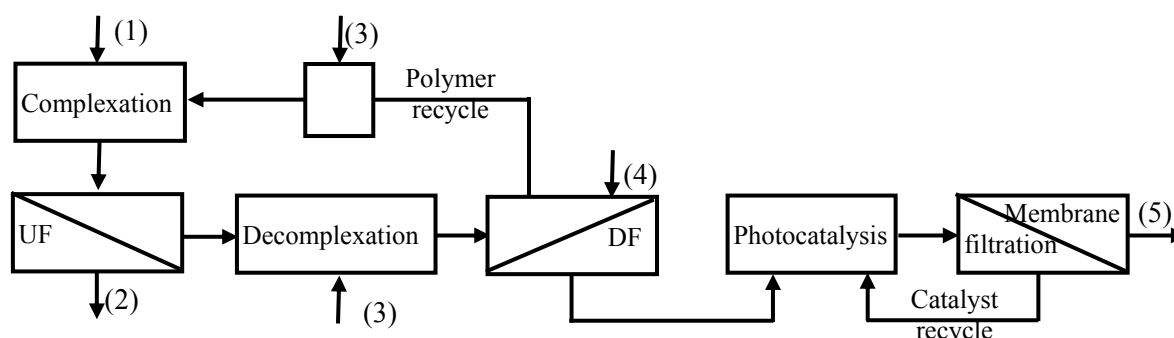 (1)
(3)
Complexation
Polymer
recycle
(4)
UF
Decomplexation
DF
Photocatalysis
Membrane
filtration
(5)
(2)
(3)
Catalyst
recycle